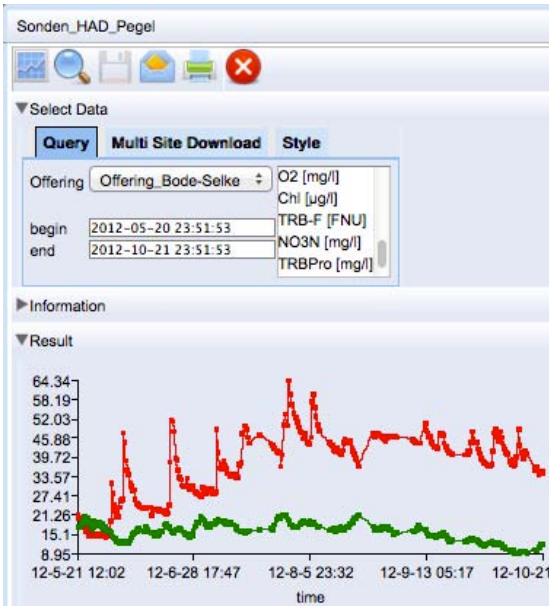 Sonden_HAD_Pegel
Select Data
Query Multi Site Download Style
Offering Offering_Bode-Selke
begin 2012-05-20 23:51:53
end 2012-10-21 23:51:53
O2 [mg/l]
Chl [µg/l]
TRB-F [FNU]
NO3N [mg/l]
TRBPro [mg/l]
Information
Result
64.34
58.19
52.03
45.88
39.72
33.57
27.41
21.26
15.1
8.95
12-5-21 12:02 12-6-28 17:47 12-8-5 23:32 12-9-13 05:17 12-10-21
time